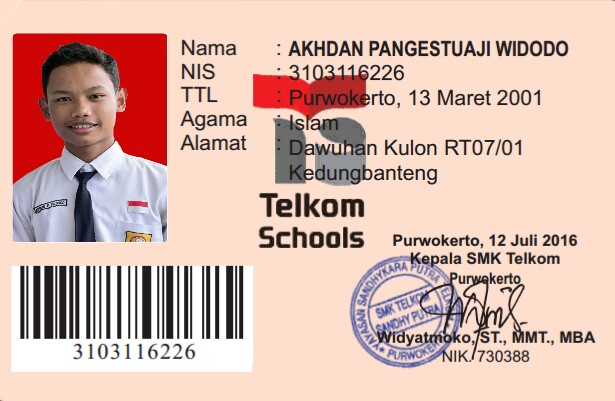 Nama : AKHDAN PANGESTUAJI WIDODO
NIS : 3103116226
TTL : Purwokerto, 13 Maret 2001
Agama : Islam
Alamat : Dawuhan Kulon RT07/01
Kedungbanteng
Telkom
Schools
Purwokerto, 12 Juli 2016
Kepala SMK Telkom
Purwokerto
YAYASAN SANDHYKARA PUTRA
SMK TELKOM
SANDHY PUTRA
PURWOKERTO
Widyatmoko, ST., MMT., MBA
NIK. 730388
3103116226